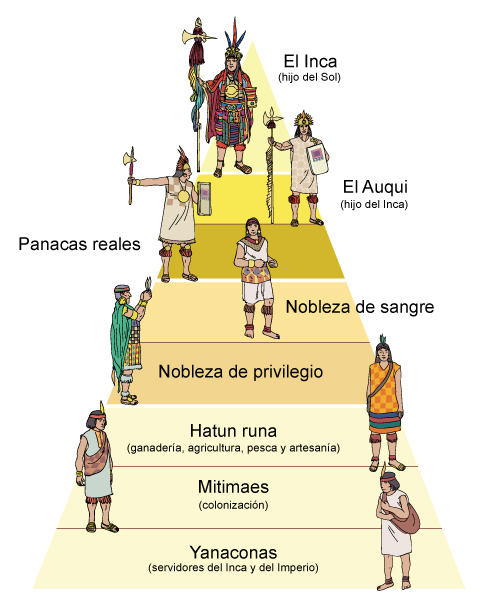 El Inca
(hijo del Sol)
El Auqui
(hijo del Inca)
Panacas reales
Nobleza de sangre
Nobleza de privilegio
Hatun runa
(ganadería, agricultura, pesca y artesanía)
Mitimaes
(colonización)
Yanaconas
(servidores del Inca y del Imperio)